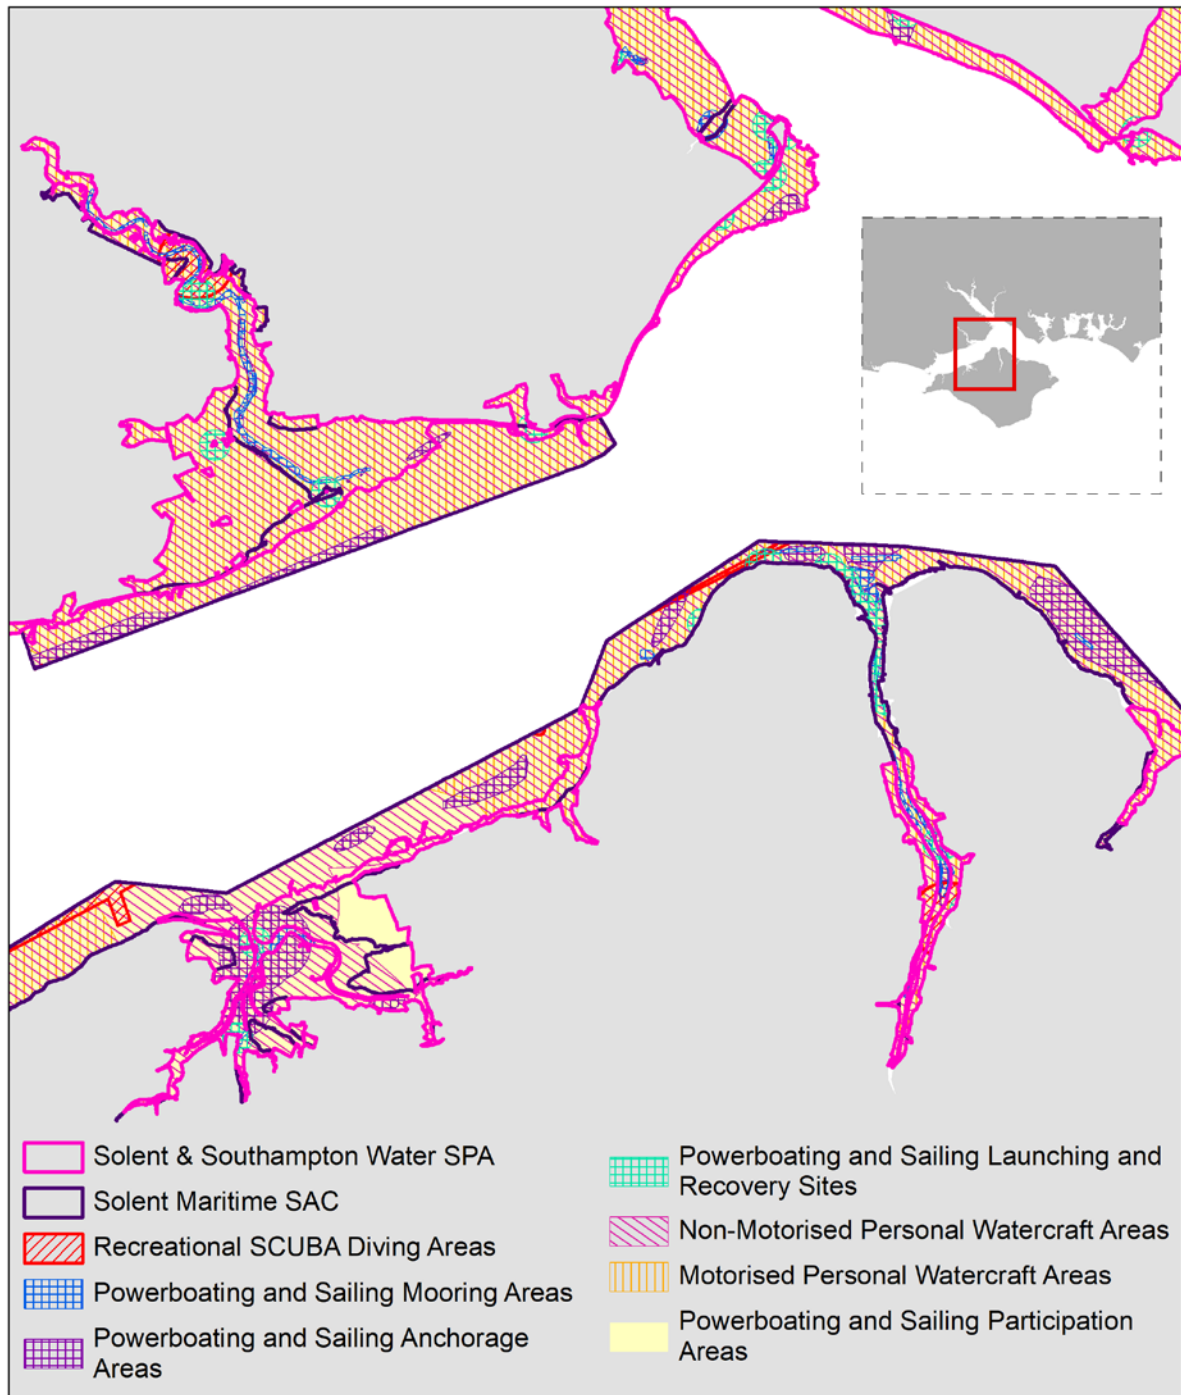 Solent & Southampton Water SPA
Solent Maritime SAC
Recreational SCUBA Diving Areas
Powerboating and Sailing Mooring Areas
Powerboating and Sailing Anchorage
Areas
Powerboating and Sailing Launching and
Recovery Sites
Non-Motorised Personal Watercraft Areas
Motorised Personal Watercraft Areas
Powerboating and Sailing Participation
Areas